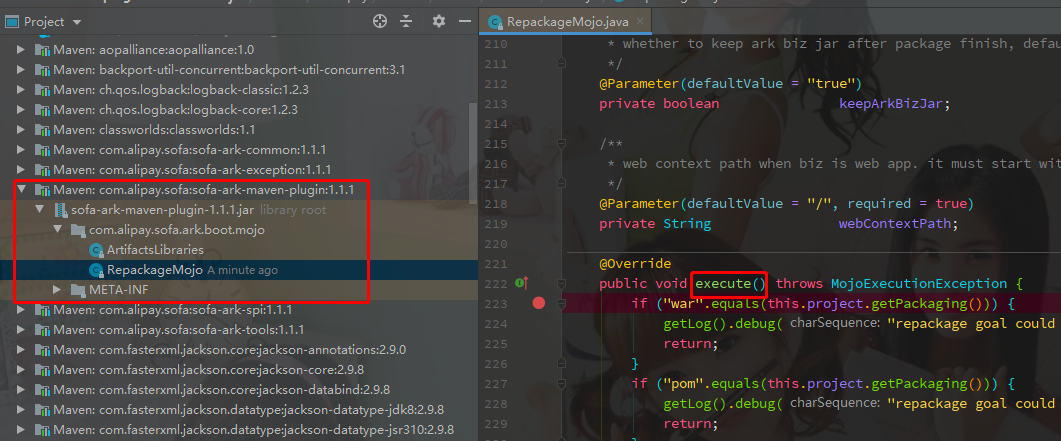 Project
Maven: aopalliance:aopalliance:1.0
Maven: backport-util-concurrent:backport-util-concurrent:3.1
Maven: ch.qos.logback:logback-classic:1.2.3
Maven: ch.qos.logback:logback-core:1.2.3
Maven: classworlds:classworlds:1.1
Maven: com.alipay.sofa:sofa-ark-common:1.1.1
Maven: com.alipay.sofa:sofa-ark-exception:1.1.1
Maven: com.alipay.sofa:sofa-ark-maven-plugin:1.1.1
sofa-ark-maven-plugin-1.1.1.jar library root
com.alipay.sofa.ark.boot.mojo
ArtifactsLibraries
RepackageMojo A minute ago
META-INF
Maven: com.alipay.sofa:sofa-ark-spi:1.1.1
Maven: com.alipay.sofa:sofa-ark-tools:1.1.1
Maven: com.fasterxml.jackson.core:jackson-annotations:2.9.0
Maven: com.fasterxml.jackson.core:jackson-core:2.9.8
Maven: com.fasterxml.jackson.core:jackson-databind:2.9.8
Maven: com.fasterxml.jackson.datatype:jackson-datatype-jdk8:2.9.8
Maven: com.fasterxml.jackson.datatype:jackson-datatype-jsr310:2.9.8
RepackageMojo.java
210 * whether to keep ark biz jar after package finish, defau
211 */
212 @Parameter(defaultValue = "true")
213 private boolean keepArkBizJar;
214
215 /**
216 * web context path when biz is web app. it must start wit
217 */
218 @Parameter(defaultValue = "/", required = true)
219 private String webContextPath;
220
221 @Override
222 public void execute() throws MojoExecutionException {
223 if ("war".equals(this.project.getPackaging())) {
224 getLog().debug( charSequence: "repackage goal could
225 return;
226 }
227 if ("pom".equals(this.project.getPackaging())) {
228 getLog().debug( charSequence: "repackage goal could
229 return;